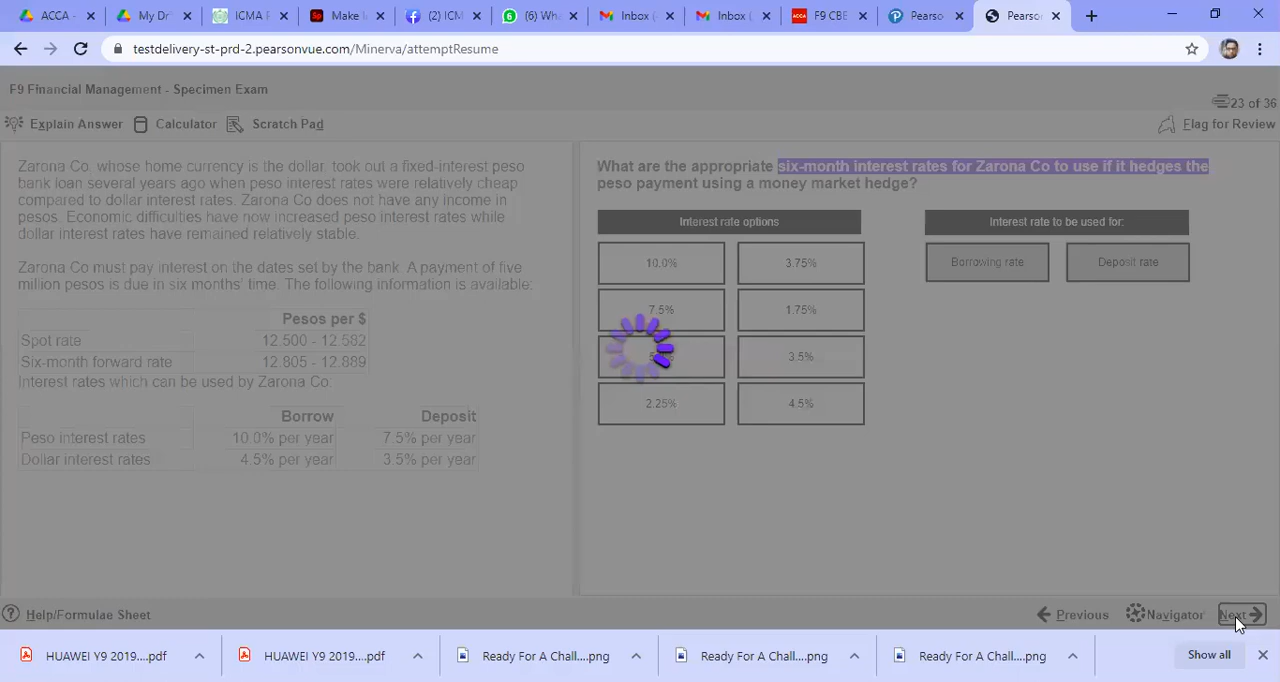 ACCA -
My Dr
ICMA P
Make I
(2) ICM
(6) Wha
Inbox (
Inbox (
F9 CBE
Pearso
Pearso
testdelivery-st-prd-2.pearsonvue.com/Minerva/attemptResume
F9 Financial Management - Specimen Exam
23 of 36
Explain Answer
Calculator
Scratch Pad
Flag for Review
Zarona Co, whose home currency is the dollar, took out a fixed-interest peso
bank loan several years ago when peso interest rates were relatively cheap
compared to dollar interest rates. Zarona Co does not have any income in
pesos. Economic difficulties have now increased peso interest rates while
dollar interest rates have remained relatively stable.
Zarona Co must pay interest on the dates set by the bank. A payment of five
million pesos is due in six months' time. The following information is available:
Pesos per $
Spot rate 12.500 - 12.582
Six-month forward rate 12.805 - 12.889
Interest rates which can be used by Zarona Co:
Borrow Deposit
Peso interest rates 10.0% per year 7.5% per year
Dollar interest rates 4.5% per year 3.5% per year
What are the appropriate six-month interest rates for Zarona Co to use if it hedges the
peso payment using a money market hedge?
Interest rate options
Interest rate to be used for:
10.0% 3.75%
Borrowing rate Deposit rate
7.5% 1.75%
3.5%
2.25% 4.5%
Help/Formulae Sheet
Previous
Navigator
Next
HUAWEI Y9 2019....pdf
HUAWEI Y9 2019....pdf
Ready For A Chall....png
Ready For A Chall....png
Ready For A Chall....png
Show all